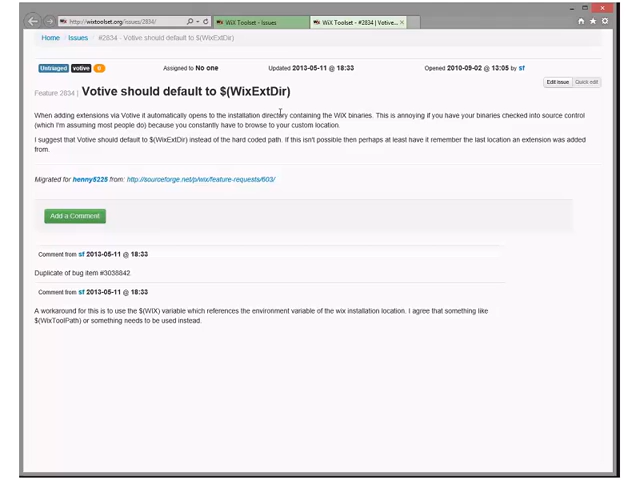 http://wixtoolset.org/issues/2834/
WiX Toolset - Issues
WiX Toolset - #2834 | Votive...
Home / Issues / #2834 - Votive should default to $(WixExtDir)
Untriaged votive 0
Assigned to No one
Updated 2013-05-11 @ 18:33
Opened 2010-09-02 @ 13:05 by sf
Edit issue Quick edit
Feature 2834 | Votive should default to $(WixExtDir)
When adding extensions via Votive it automatically opens to the installation directory containing the WiX binaries. This is annoying if you have your binaries checked into source control
(which I'm assuming most people do) because you constantly have to browse to your custom location.
I suggest that Votive should default to $(WixExtDir) instead of the hard coded path. If this isn't possible then perhaps at least have it remember the last location an extension was added
from.
Migrated for henny5225 from: http://sourceforge.net/p/wix/feature-requests/603/
Add a Comment
Comment from sf 2013-05-11 @ 18:33
Duplicate of bug item #3038842.
Comment from sf 2013-05-11 @ 18:33
A workaround for this is to use the $(WIX) variable which references the environment variable of the wix installation location. I agree that something like
$(WixToolPath) or something needs to be used instead.